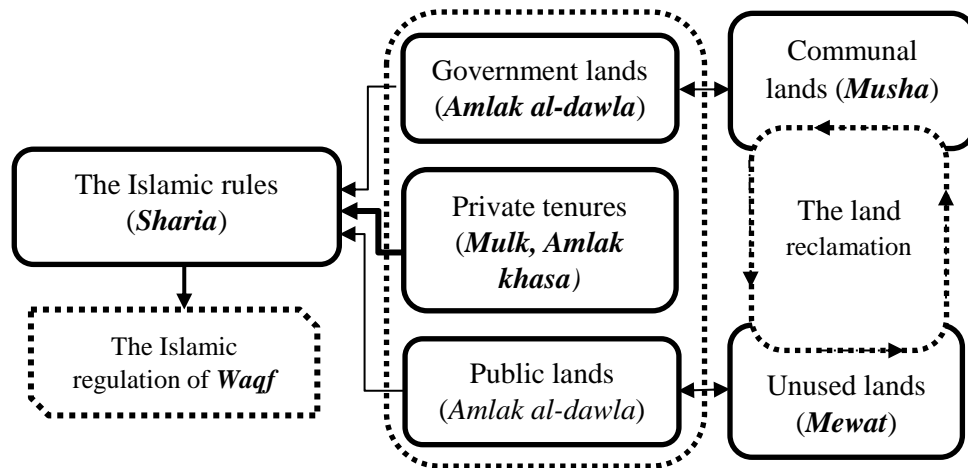 The Islamic rules
(Sharia)
The Islamic
regulation of Waqf
Government lands
(Amlak al-dawla)
Private tenures
(Mulk, Amlak
khasa)
Public lands
(Amlak al-dawla)
Communal
lands (Musha)
The land
reclamation
Unused lands
(Mewat)